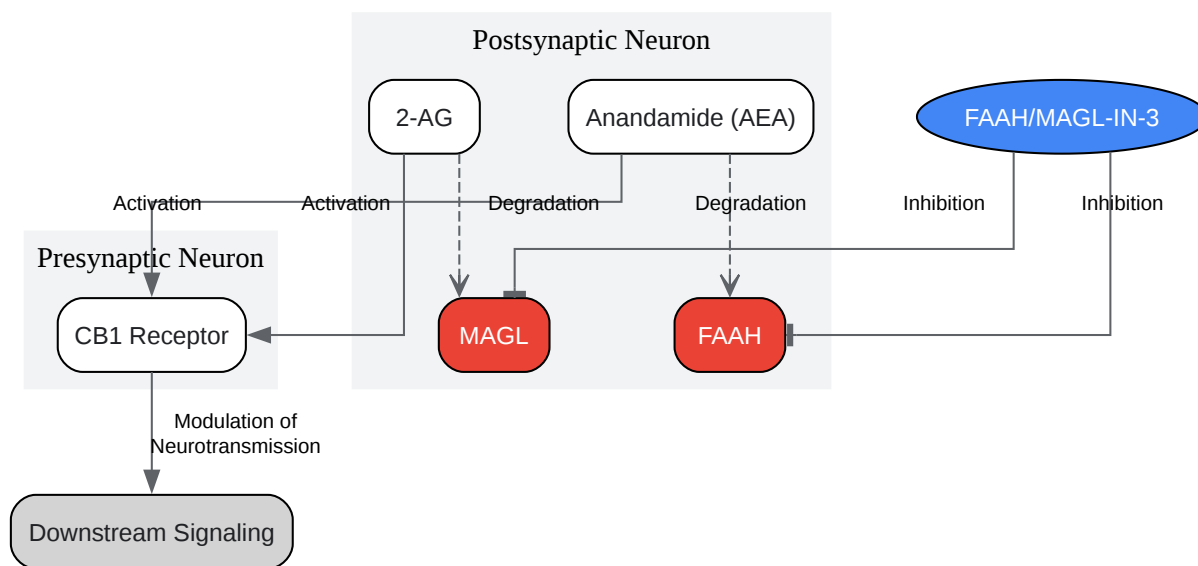 Postsynaptic Neuron
2-AG
Anandamide (AEA)
FAAH/MAGL-IN-3
Activation
Activation
Degradation
Degradation
Inhibition
Inhibition
Presynaptic Neuron
CB1 Receptor
MAGL
FAAH
Modulation of
Neurotransmission
Downstream Signaling